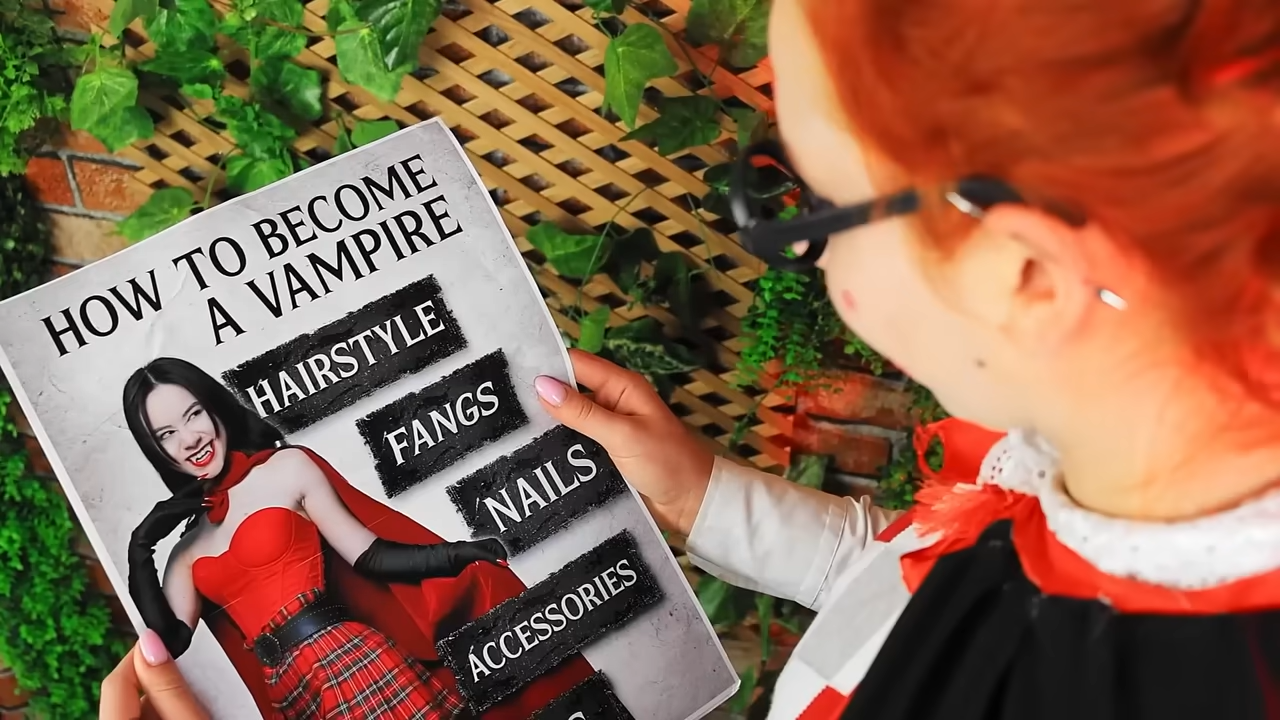 HOW TO BECOME
A VAMPIRE
HAIRSTYLE
FANGS
NAILS
ACCESSORIES